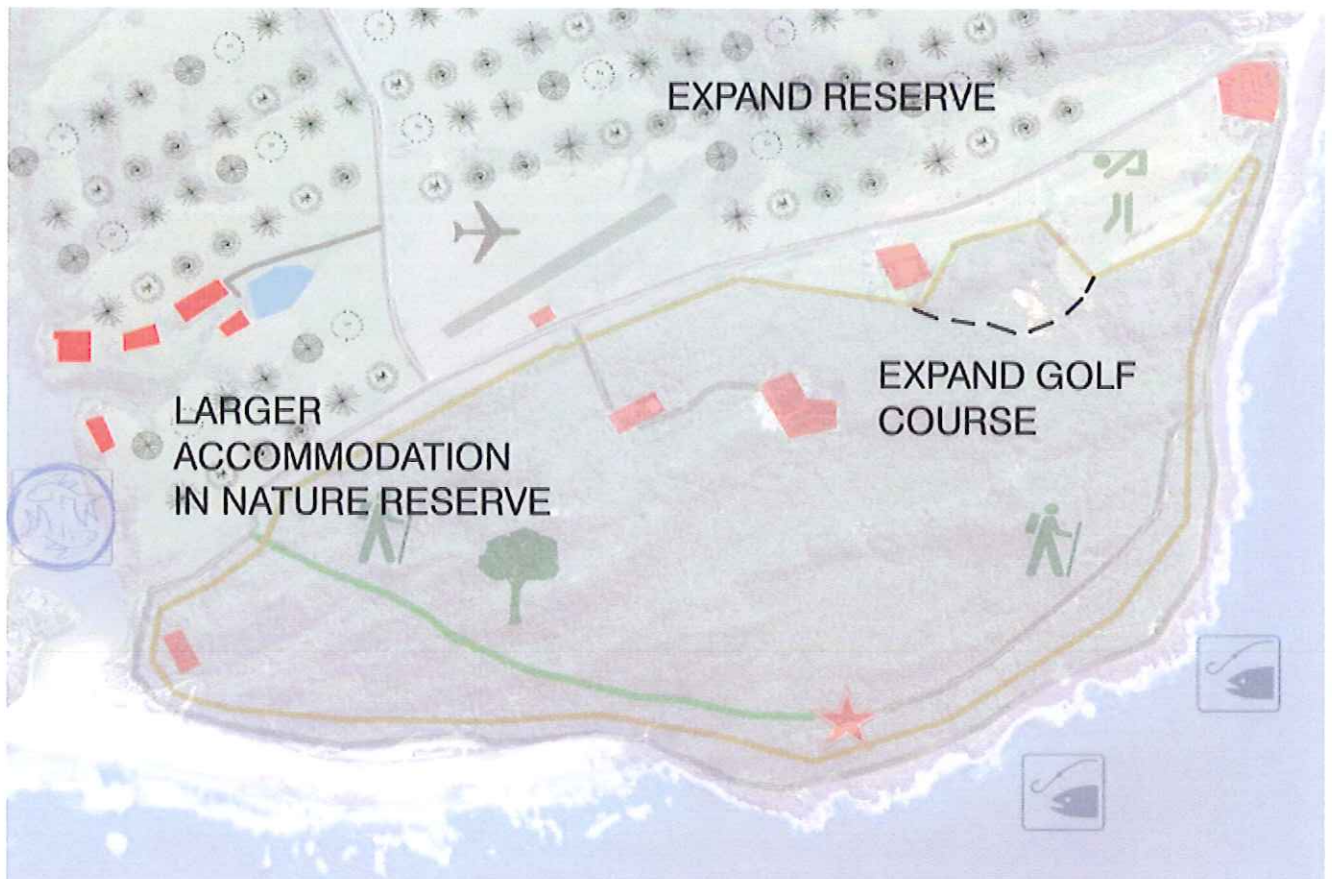 EXPAND RESERVE
EXPAND GOLF
COURSE
LARGER
ACCOMMODATION
IN NATURE RESERVE